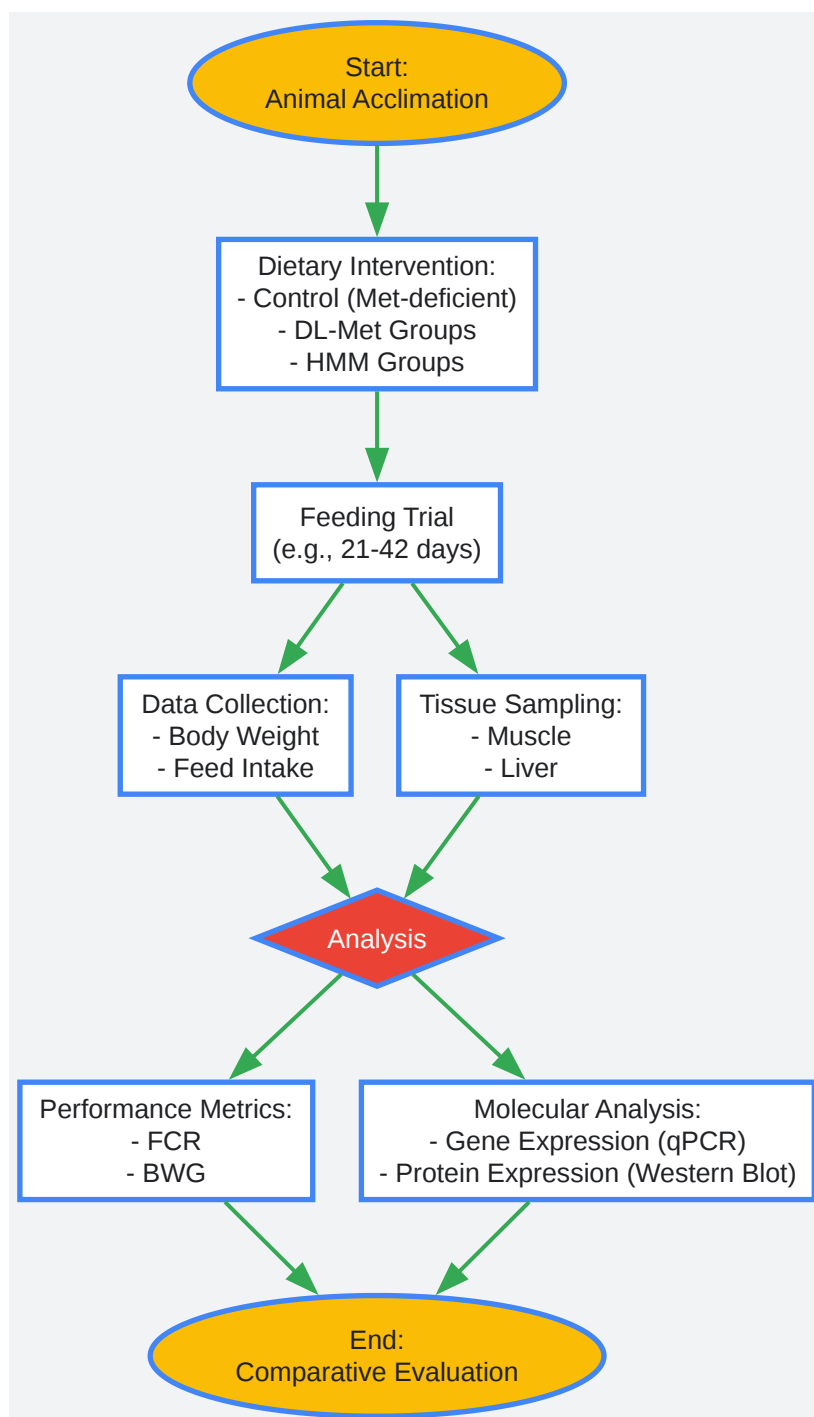 Start:
Animal Acclimation
Dietary Intervention:
- Control (Met-deficient)
- DL-Met Groups
- HMM Groups
Feeding Trial
(e.g., 21-42 days)
Data Collection:
- Body Weight
- Feed Intake
Tissue Sampling:
- Muscle
- Liver
Analysis
Performance Metrics:
- FCR
- BWG
Molecular Analysis:
- Gene Expression (qPCR)
- Protein Expression (Western Blot)
End:
Comparative Evaluation